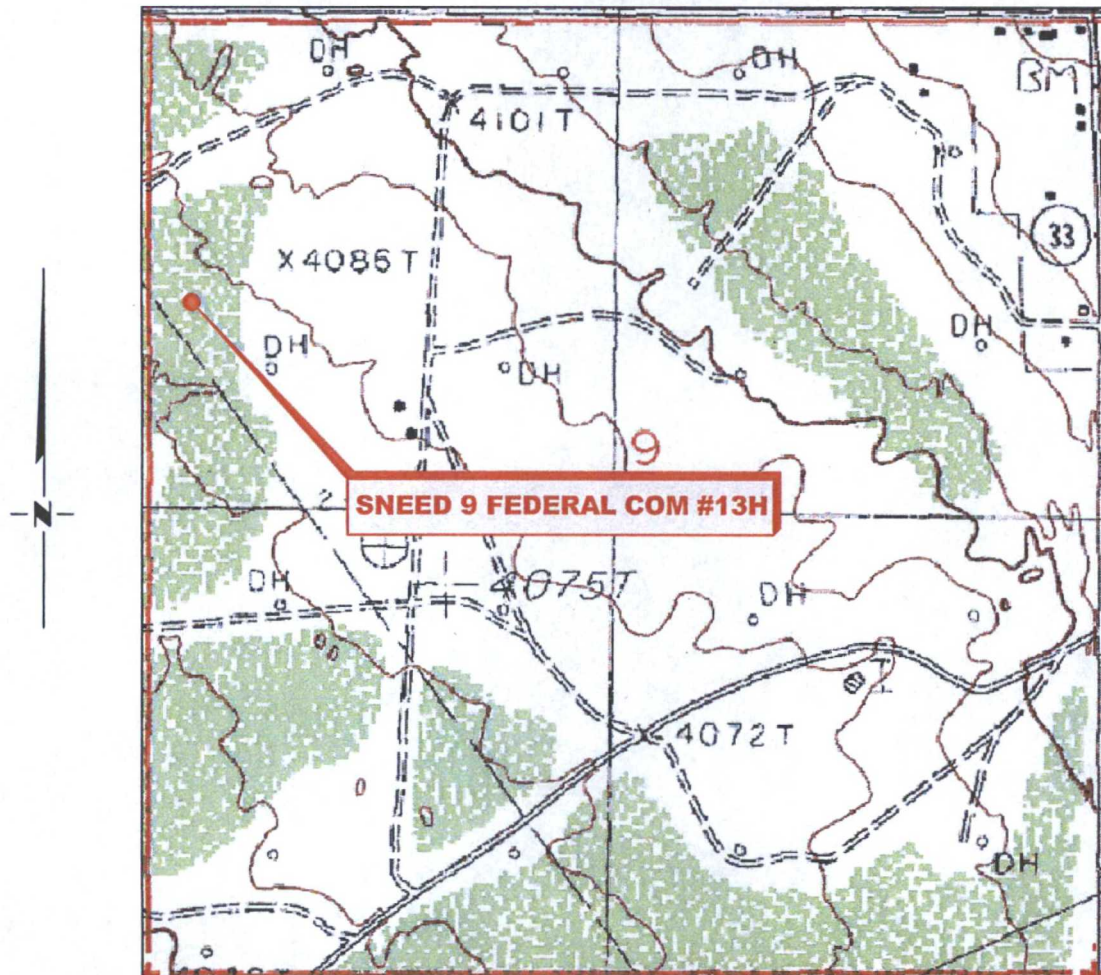 DH
DH
BM
4101T
33
X4086T
DH
DH
DH
9
SNEED 9 FEDERAL COM #13H
2
N
4075T
DH
DH
4072T
DH